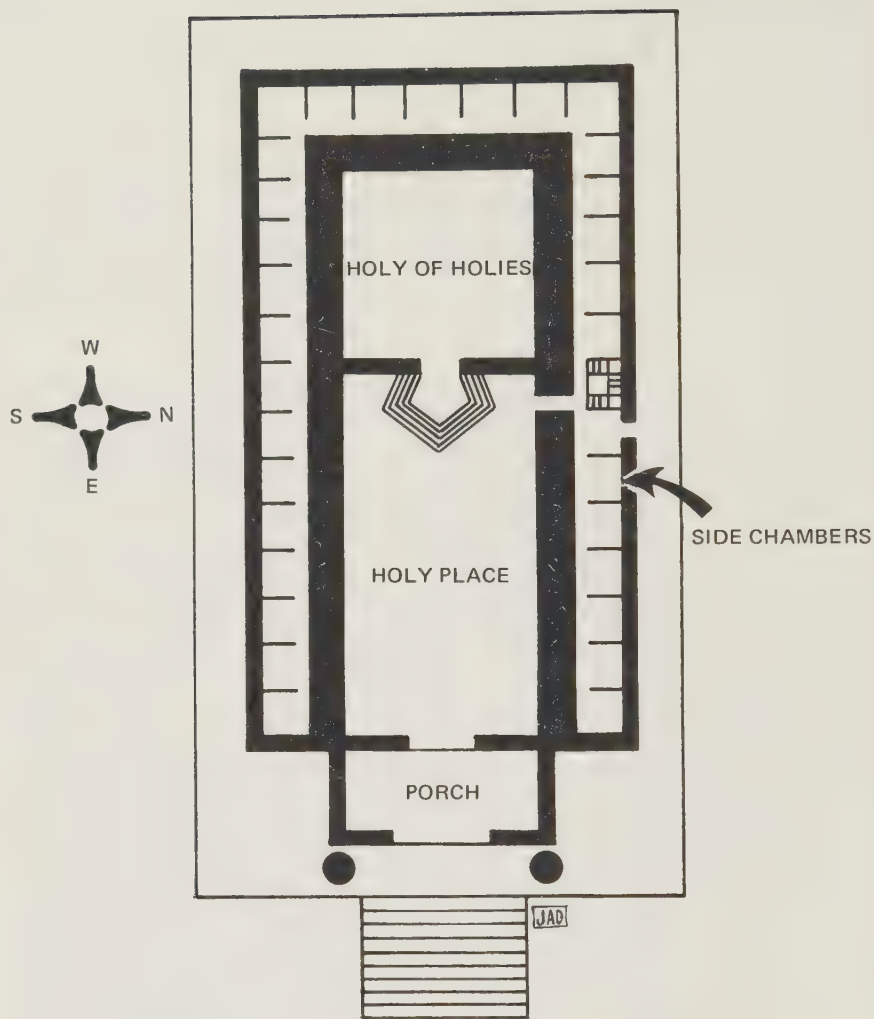 HOLY OF HOLIES
W
S N
E
SIDE CHAMBERS
HOLY PLACE
PORCH
JAD